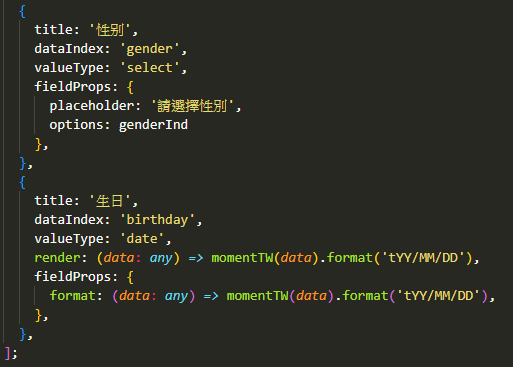 {
title: '性別',
dataIndex: 'gender',
valueType: 'select',
fieldProps: {
placeholder: '請選擇性別',
options: genderInd
},
},
{
title: '生日',
dataIndex: 'birthday',
valueType: 'date',
render: (data: any) => momentTW(data).format('tYY/MM/DD'),
fieldProps: {
format: (data: any) => momentTW(data).format('tYY/MM/DD'),
},
},
];